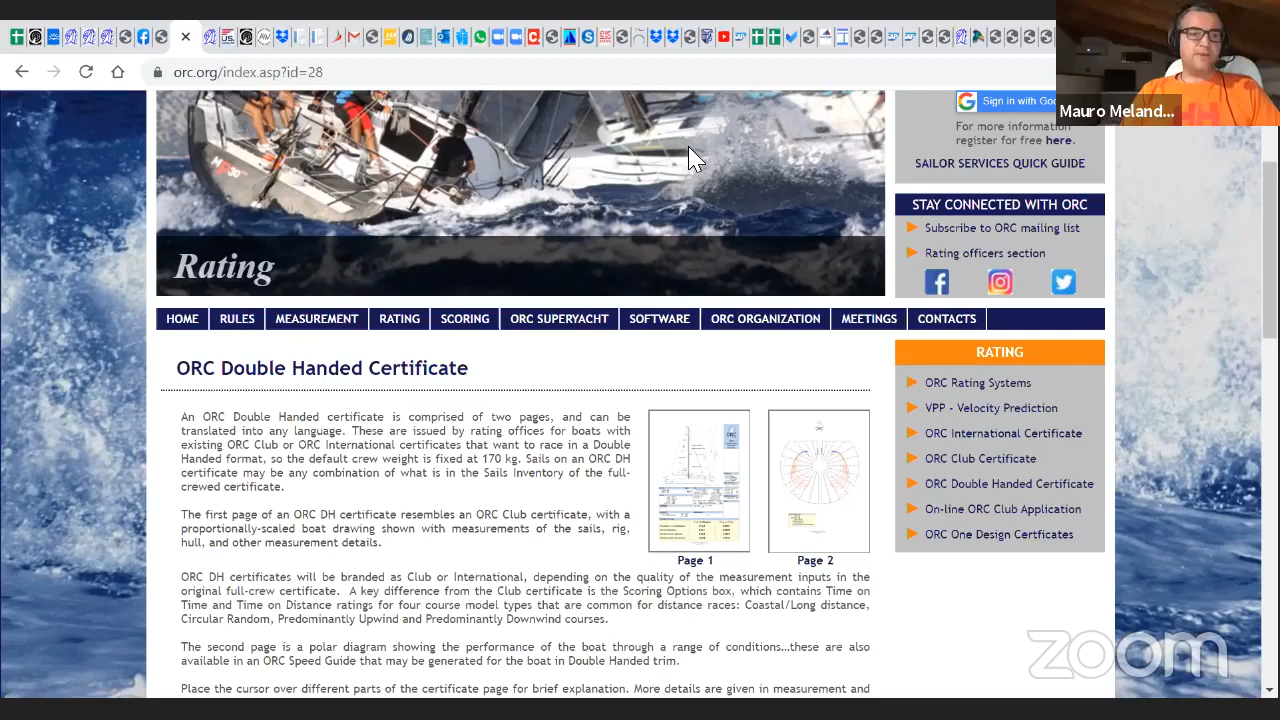 orc.org/index.asp?id=28
Mauro Meland...
Sign in with Goo
For more information
register for free here.
SAILOR SERVICES QUICK GUIDE
STAY CONNECTED WITH ORC
Subscribe to ORC mailing list
Rating officers section
Rating
HOME RULES MEASUREMENT RATING SCORING ORC SUPERYACHT SOFTWARE ORC ORGANIZATION MEETINGS CONTACTS
ORC Double Handed Certificate
An ORC Double Handed certificate is comprised of two pages, and can be
translated into any language. These are issued by rating offices for boats with
existing ORC Club or ORC International certificates that want to race in a Double
Handed format, so the default crew weight is fixed at 170 kg. Sails on an ORC DH
certificate may be any combination of what is in the Sails Inventory of the full-
crewed certificate.
The first page of an ORC DH certificate resembles an ORC Club certificate, with a
proportionally-scaled boat drawing shown with measurements of the sails, rig,
hull, and other measurement details.
Page 1
Page 2
ORC DH certificates will be branded as Club or International, depending on the quality of the measurement inputs in the
original full-crew certificate. A key difference from the Club certificate is the Scoring Options box, which contains Time on
Time and Time on Distance ratings for four course model types that are common for distance races: Coastal/Long distance,
Circular Random, Predominantly Upwind and Predominantly Downwind courses.
The second page is a polar diagram showing the performance of the boat through a range of conditions...these are also
available in an ORC Speed Guide that may be generated for the boat in Double Handed trim.
Place the cursor over different parts of the certificate page for brief explanation. More details are given in measurement and
RATING
ORC Rating Systems
VPP - Velocity Prediction
ORC International Certificate
ORC Club Certificate
ORC Double Handed Certificate
On-line ORC Club Application
ORC One Design Certficates
zoom